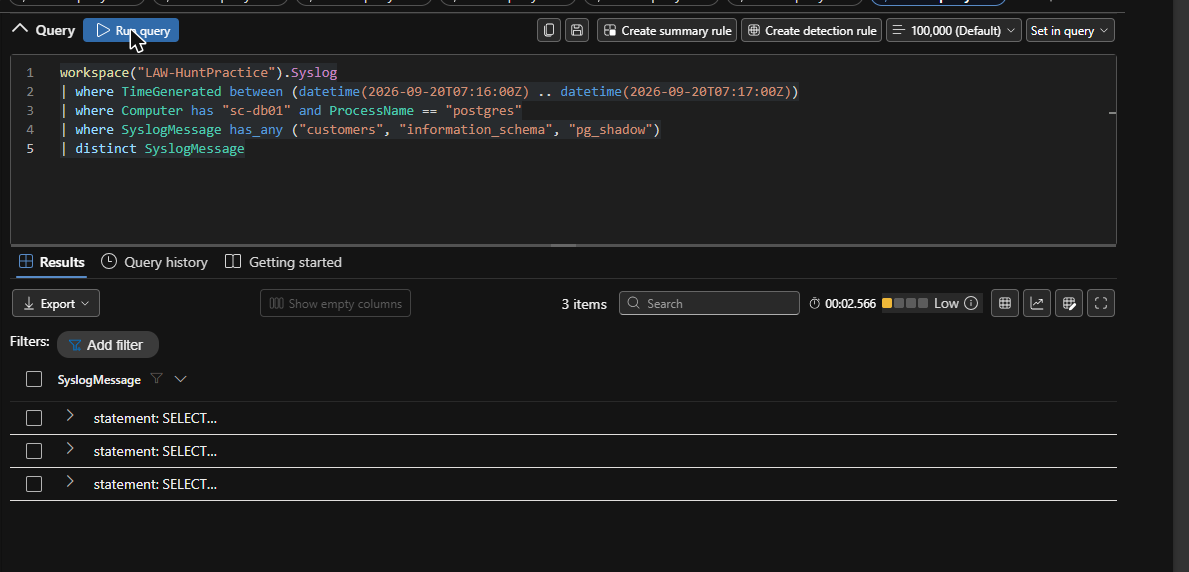 Query
Run query
Create summary rule
Create detection rule
100,000 (Default)
Set in query
1 workspace("LAW-HuntPractice").Syslog
2 | where TimeGenerated between (datetime(2026-09-20T07:16:00Z) .. datetime(2026-09-20T07:17:00Z))
3 | where Computer has "sc-db01" and ProcessName == "postgres"
4 | where SyslogMessage has_any ("customers", "information_schema", "pg_shadow")
5 | distinct SyslogMessage
Results
Query history
Getting started
Export
Show empty columns
3 items
Search
00:02.566
Low
Filters:
Add filter
SyslogMessage
statement: SELECT...
statement: SELECT...
statement: SELECT...